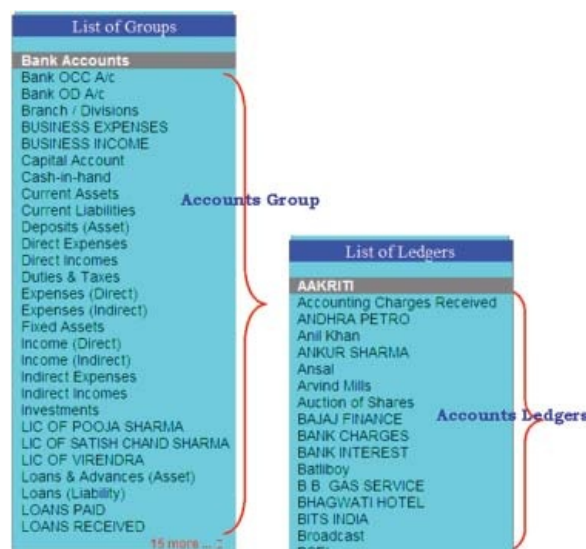 List of Groups
Bank Accounts
Bank OCC A/c
Bank OD A/c
Branch / Divisions
BUSINESS EXPENSES
BUSINESS INCOME
Capital Account
Cash-in-hand
Current Assets
Current Liabilities
Deposits (Asset)
Direct Expenses
Direct Incomes
Duties & Taxes
Expenses (Direct)
Expenses (Indirect)
Fixed Assets
Income (Direct)
Income (Indirect)
Indirect Expenses
Indirect Incomes
Investments
LIC OF POOJA SHARMA
LIC OF SATISH CHAND SHARMA
LIC OF VIRENDRA
Loans & Advances (Asset)
Loans (Liability)
LOANS PAID
LOANS RECEIVED
15 more ...
Accounts Group
List of Ledgers
AAKRITI
Accounting Charges Received
ANDHRA PETRO
Anil Khan
ANKUR SHARMA
Ansal
Arvind Mills
Auction of Shares
BAJAJ FINANCE
BANK CHARGES
BANK INTEREST
Batliboy
B.B. GAS SERVICE
BHAGWATI HOTEL
BITS INDIA
Broadcast
Accounts Ledgers